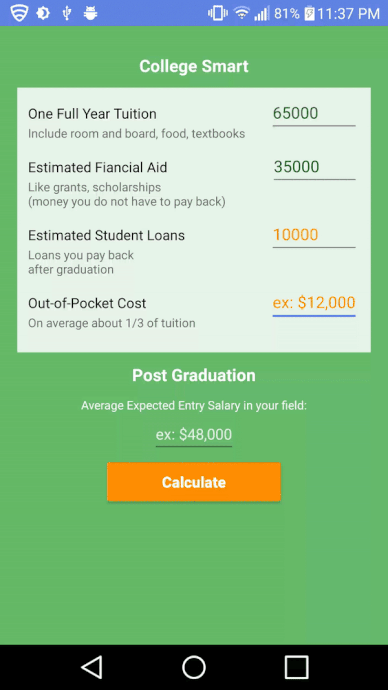 81% 11:37 PM
College Smart
One Full Year Tuition 65000
Include room and board, food, textbooks
Estimated Fiancial Aid 35000
Like grants, scholarships
(money you do not have to pay back)
Estimated Student Loans 10000
Loans you pay back
after graduation
Out-of-Pocket Cost ex: $12,000
On average about 1/3 of tuition
Post Graduation
Average Expected Entry Salary in your field:
ex: $48,000
Calculate